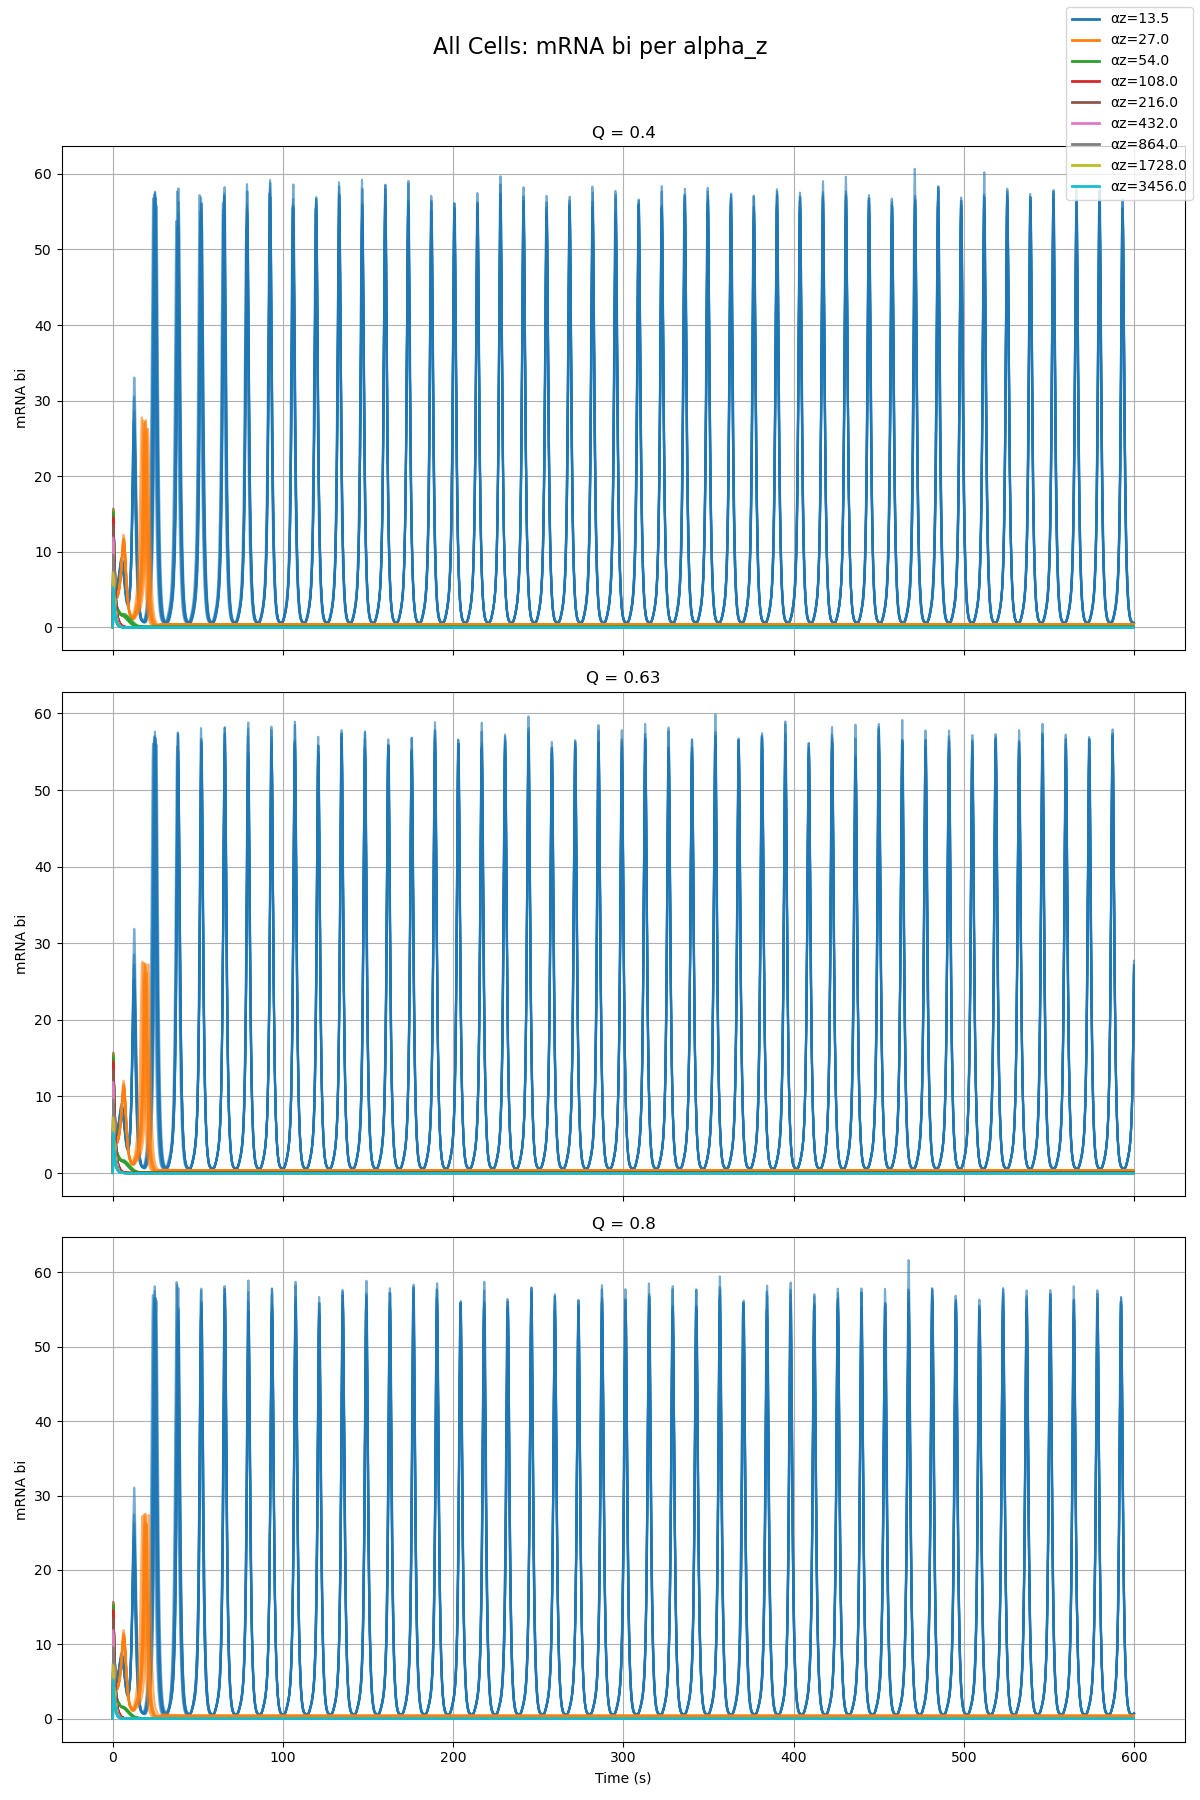 αz=13.5
αz=27.0
αz=54.0
αz=108.0
αz=216.0
αz=432.0
αz=864.0
αz=1728.0
αz=3456.0
All Cells: mRNA bi per alpha_z
Q = 0.4
60
50
40
30
20
10
0
mRNA bi
Q = 0.63
60
50
40
30
20
10
0
mRNA bi
Q = 0.8
60
50
40
30
20
10
0
mRNA bi
0 100 200 300 400 500 600
Time (s)